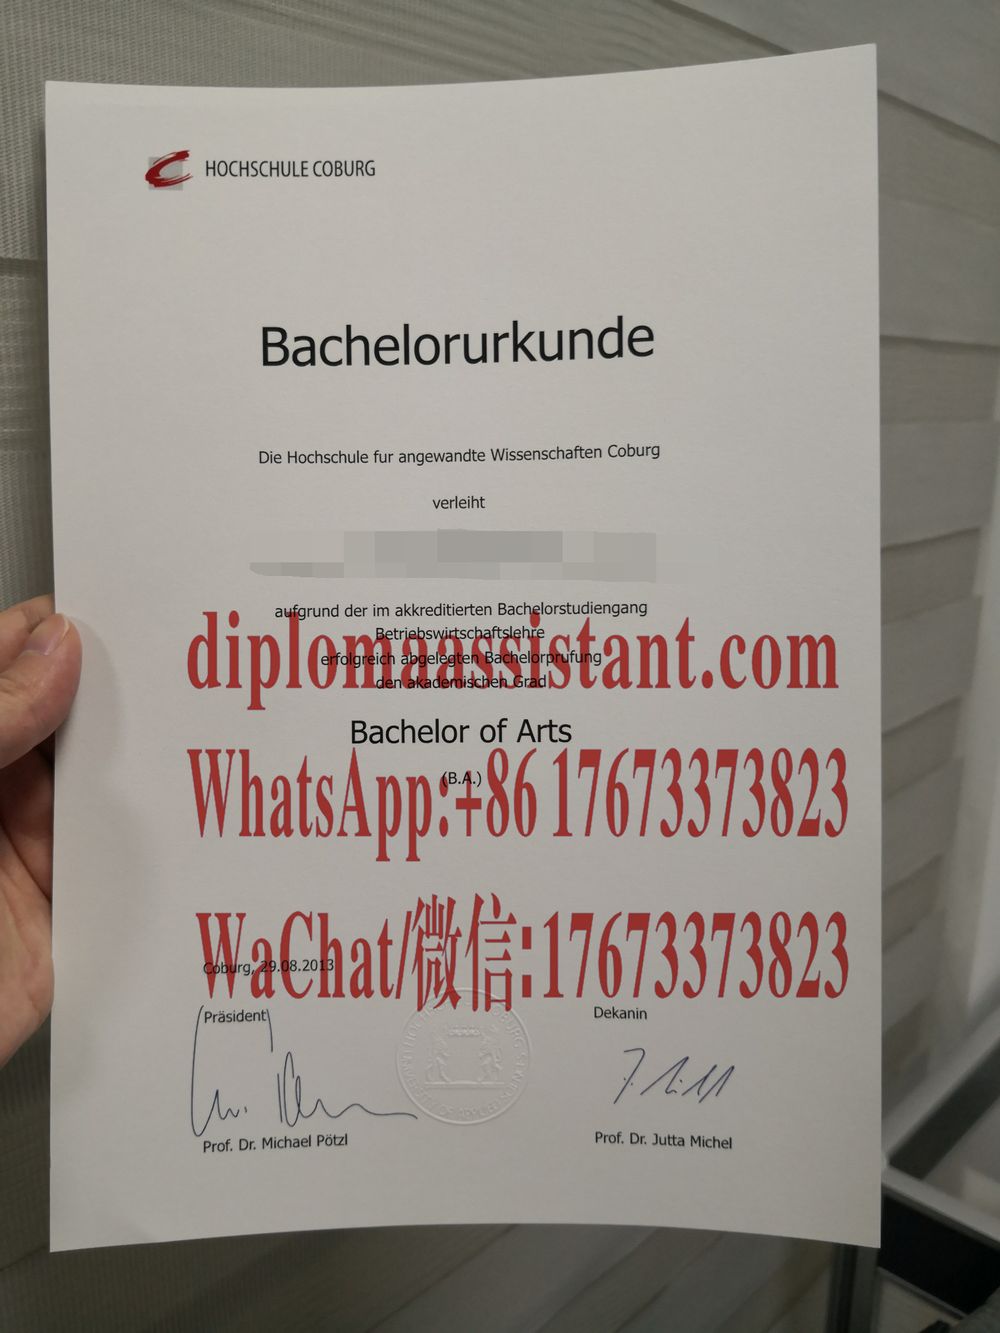 HOCHSCHULE COBURG
Bachelorurkunde
Die Hochschule fur angewandte Wissenschaften Coburg
verleiht
aufgrund der im akkreditierten Bachelorstudiengang
diplomaassistant.com
Betriebswirtschaftslehre
erfolgreich abgelegten Bachelorprüfung
den akademischen Grad
Bachelor of Arts
(B.A.)
WhatsApp:+86 17673373823
WaChat/微信:17673373823
Coburg, 29.08.2013
Präsident
Dekanin
Prof. Dr. Michael Pötzl
Prof. Dr. Jutta Michel